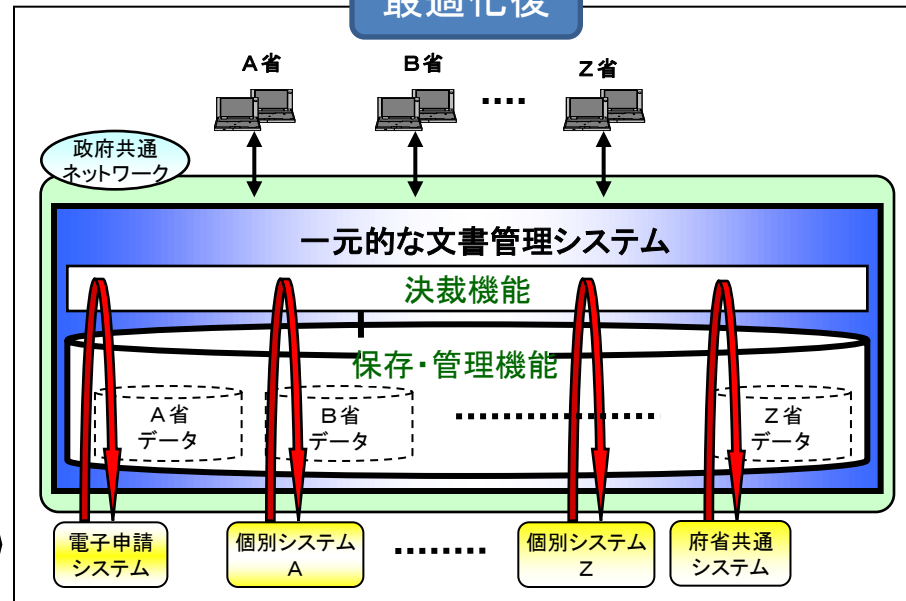 最適化後
A省
B省
Z省
政府共通
ネットワーク
一元的な文書管理システム
決裁機能
保存・管理機能
A省
データ
B省
データ
Z省
データ
電子申請
システム
個別システム
A
個別システム
Z
府省共通
システム